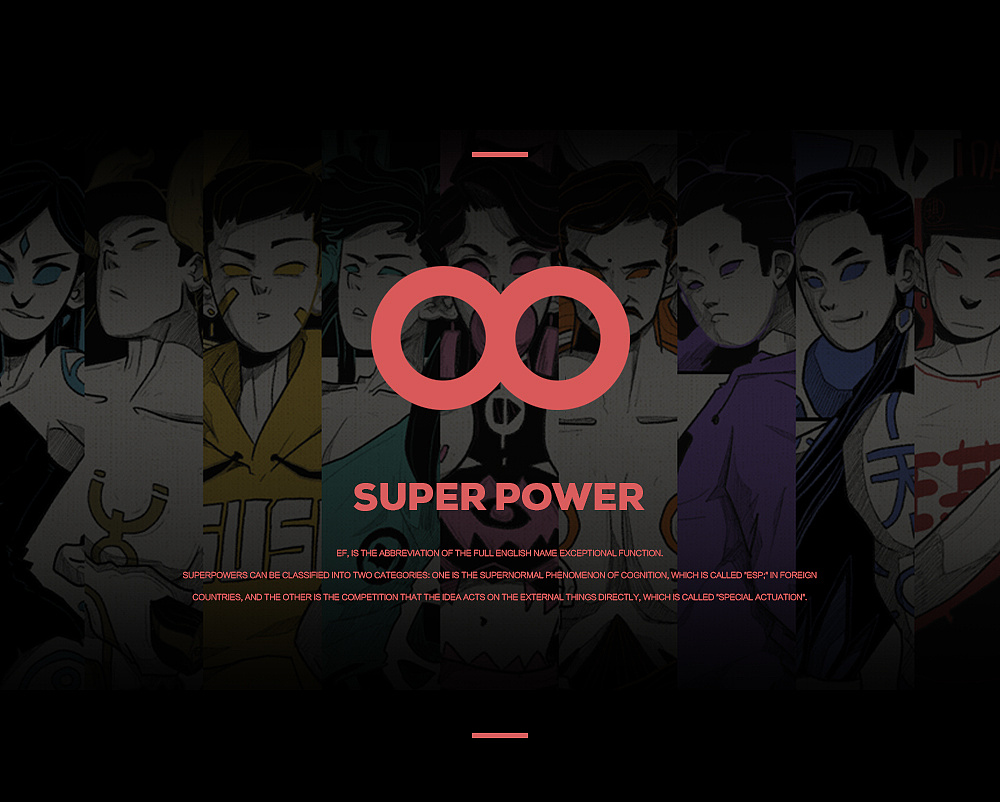 SUPER POWER
EF, IS THE ABBREVIATION OF THE FULL ENGLISH NAME EXCEPTIONAL FUNCTION.
SUPERPOWERS CAN BE CLASSIFIED INTO TWO CATEGORIES: ONE IS THE SUPERNORMAL PHENOMENON OF COGNITION, WHICH IS CALLED "ESP;" IN FOREIGN
COUNTRIES, AND THE OTHER IS THE COMPETITION THAT THE IDEA ACTS ON THE EXTERNAL THINGS DIRECTLY, WHICH IS CALLED "SPECIAL ACTUATION".